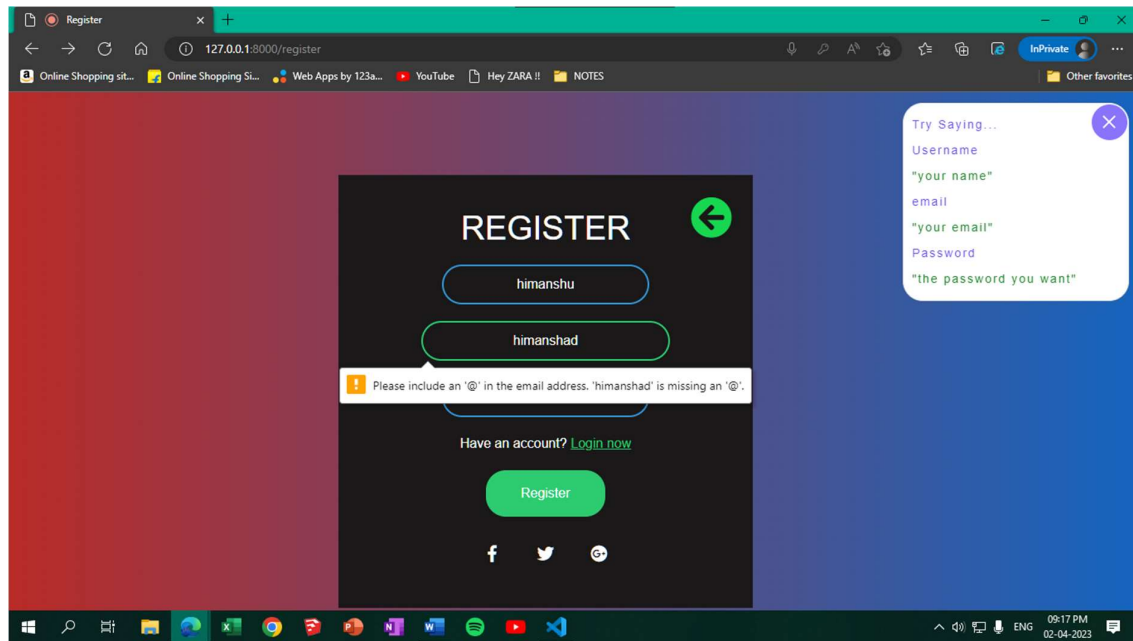 Register
127.0.0.1:8000/register
InPrivate
Online Shopping sit...
Online Shopping Si...
Web Apps by 123a...
YouTube
Hey ZARA !!
NOTES
Other favorites
Try Saying...
Username
"your name"
email
"your email"
Password
"the password you want"
REGISTER
himanshu
himanshad
Please include an '@' in the email address. 'himanshad' is missing an '@'.
Have an account? Login now
Register
ENG
09:17 PM
02-04-2023